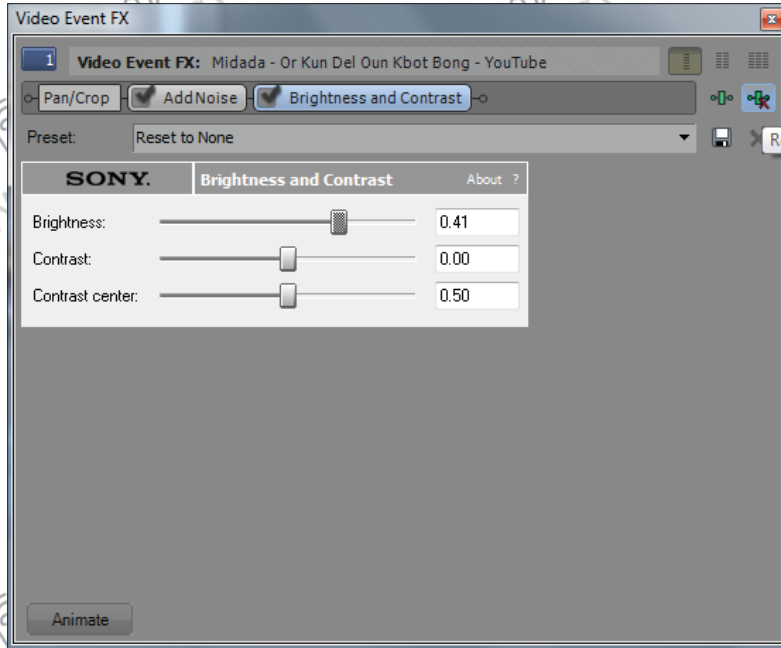 Video Event FX
1 Video Event FX: Midada - Or Kun Del Oun Kbot Bong - YouTube
Pan/Crop Add Noise Brightness and Contrast
Preset: Reset to None
SONY. Brightness and Contrast About ?
Brightness: 0.41
Contrast: 0.00
Contrast center: 0.50
Animate